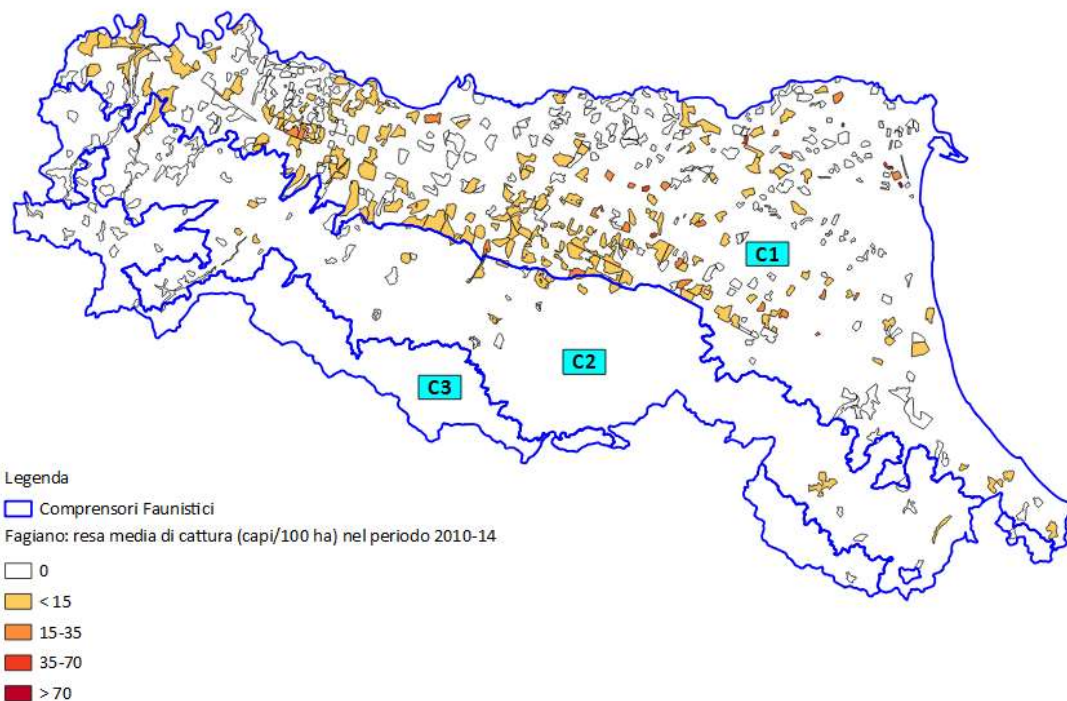 C1
C2
C3
Legenda
Comprensori Faunistici
Fagiano: resa media di cattura (capi/100 ha) nel periodo 2010-14
0
< 15
15-35
35-70
> 70